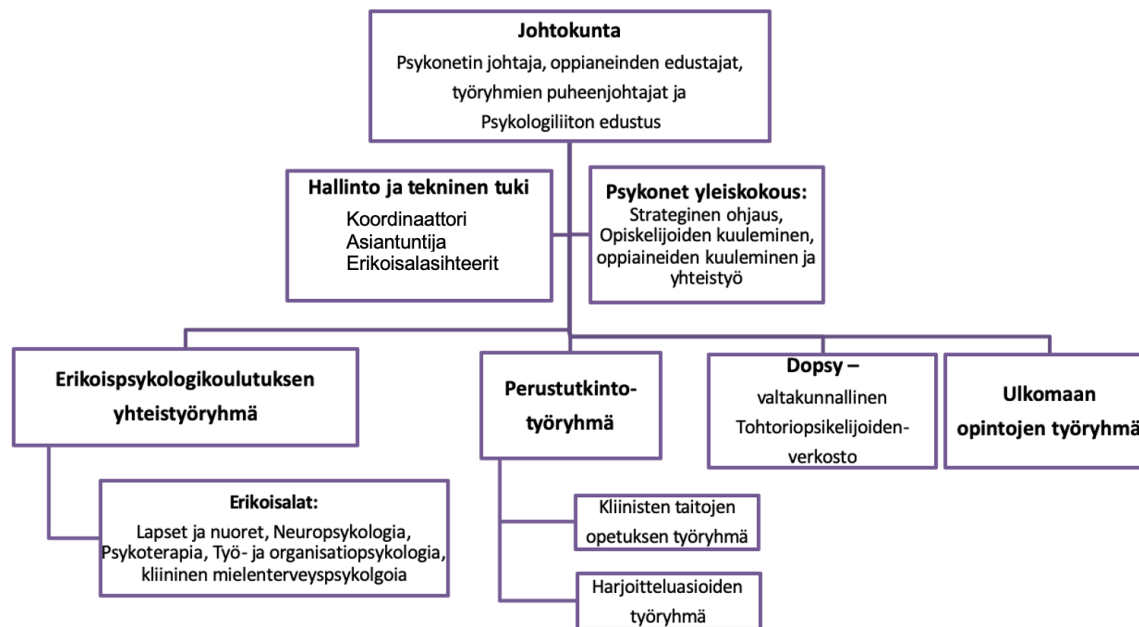 Johtokunta
Psykonetin johtaja, oppianeinden edustajat,
työryhmien puheenjohtajat ja
Psykologiliiton edustus
Hallinto ja tekninen tuki
Koordinaattori
Asiantuntija
Erikoisalasihteerit
Psykonet yleiskokous:
Strateginen ohjaus,
Opiskelijoiden kuuleminen,
oppiaineiden kuuleminen ja
yhteistyö
Erikoispsykologikoulutuksen
yhteistyöryhmä
Erikoisalat:
Lapset ja nuoret, Neuropsykologia,
Psykoterapia, Työ- ja organisatiopsykologia,
kliininen mielenterveyspsykolgoia
Perustutkinto-
työryhmä
Kliinisten taitojen
opetuksen työryhmä
Harjoitteluasioiden
työryhmä
Dopsy –
valtakunnallinen
Tohtoriopsikelijoiden-
verkosto
Ulkomaan
opintojen työryhmä